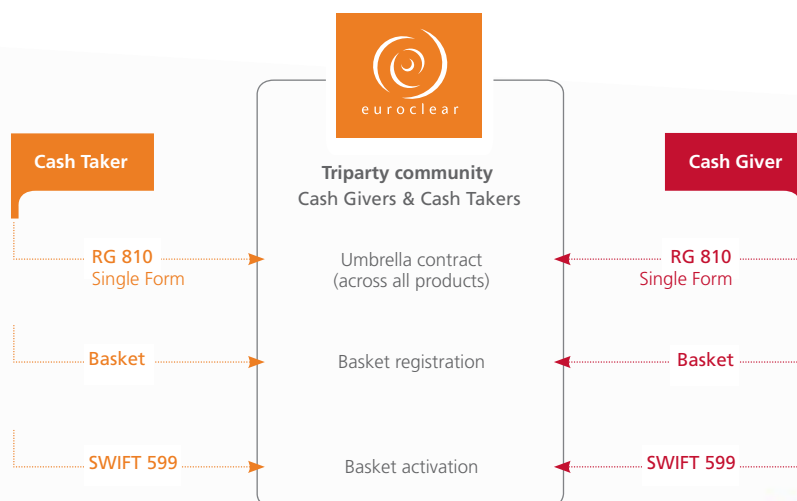 euroclear
Cash Taker
Triparty community
Cash Givers & Cash Takers
Cash Giver
RG 810
Single Form
Umbrella contract
(across all products)
RG 810
Single Form
Basket
Basket registration
Basket
SWIFT 599
Basket activation
SWIFT 599